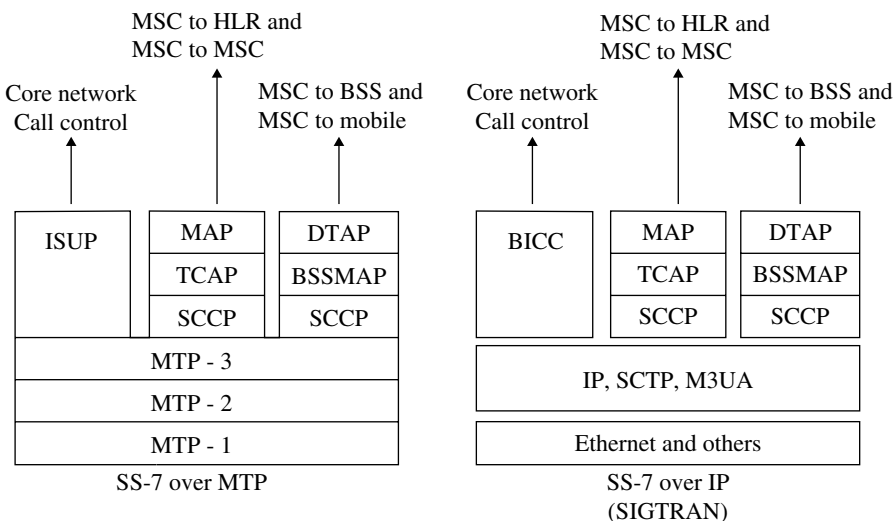 MSC to HLR and
MSC to MSC
Core network
Call control
MSC to BSS and
MSC to mobile
ISUP
MAP
DTAP
TCAP
BSSMAP
SCCP
SCCP
MTP - 3
MTP - 2
MTP - 1
SS-7 over MTP
MSC to HLR and
MSC to MSC
Core network
Call control
MSC to BSS and
MSC to mobile
BICC
MAP
DTAP
TCAP
BSSMAP
SCCP
SCCP
IP, SCTP, M3UA
Ethernet and others
SS-7 over IP
(SIGTRAN)